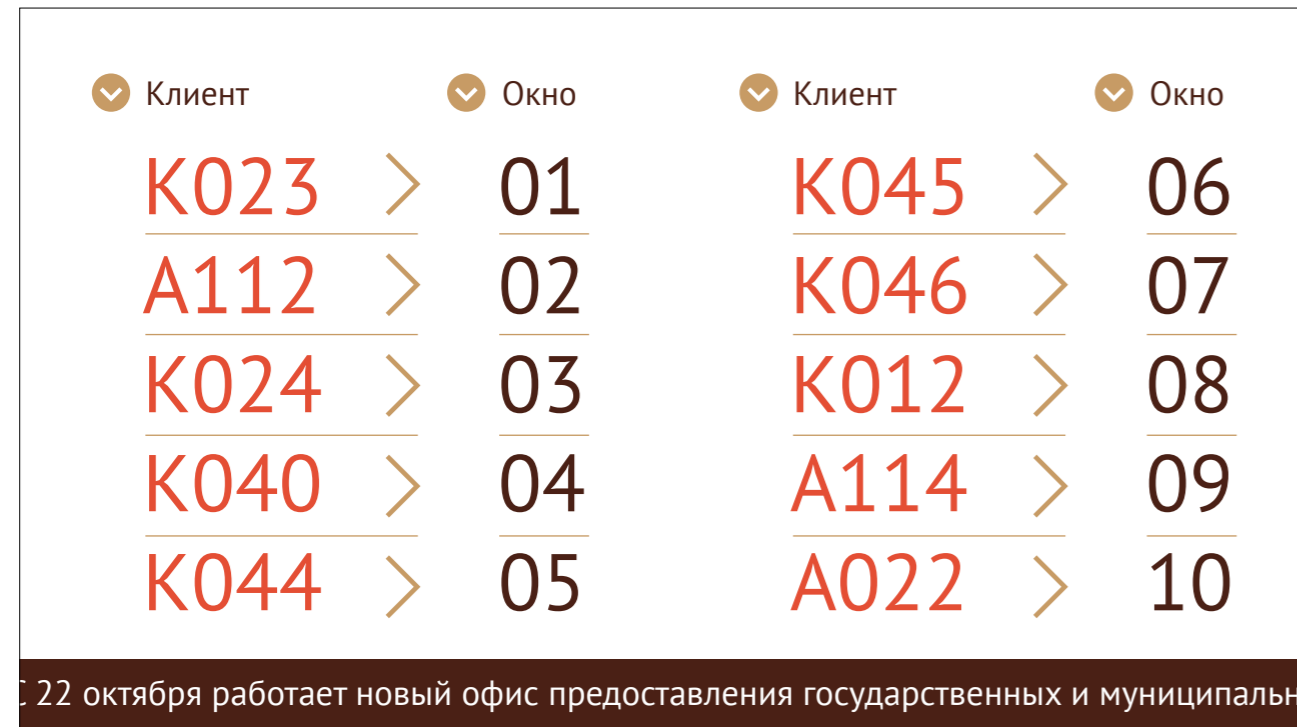 Клиент Окно Клиент Окно
К023 01 К045 06
А112 02 К046 07
К024 03 К012 08
К040 04 А114 09
К044 05 А022 10
С 22 октября работает новый офис предоставления государственных и муниципальн